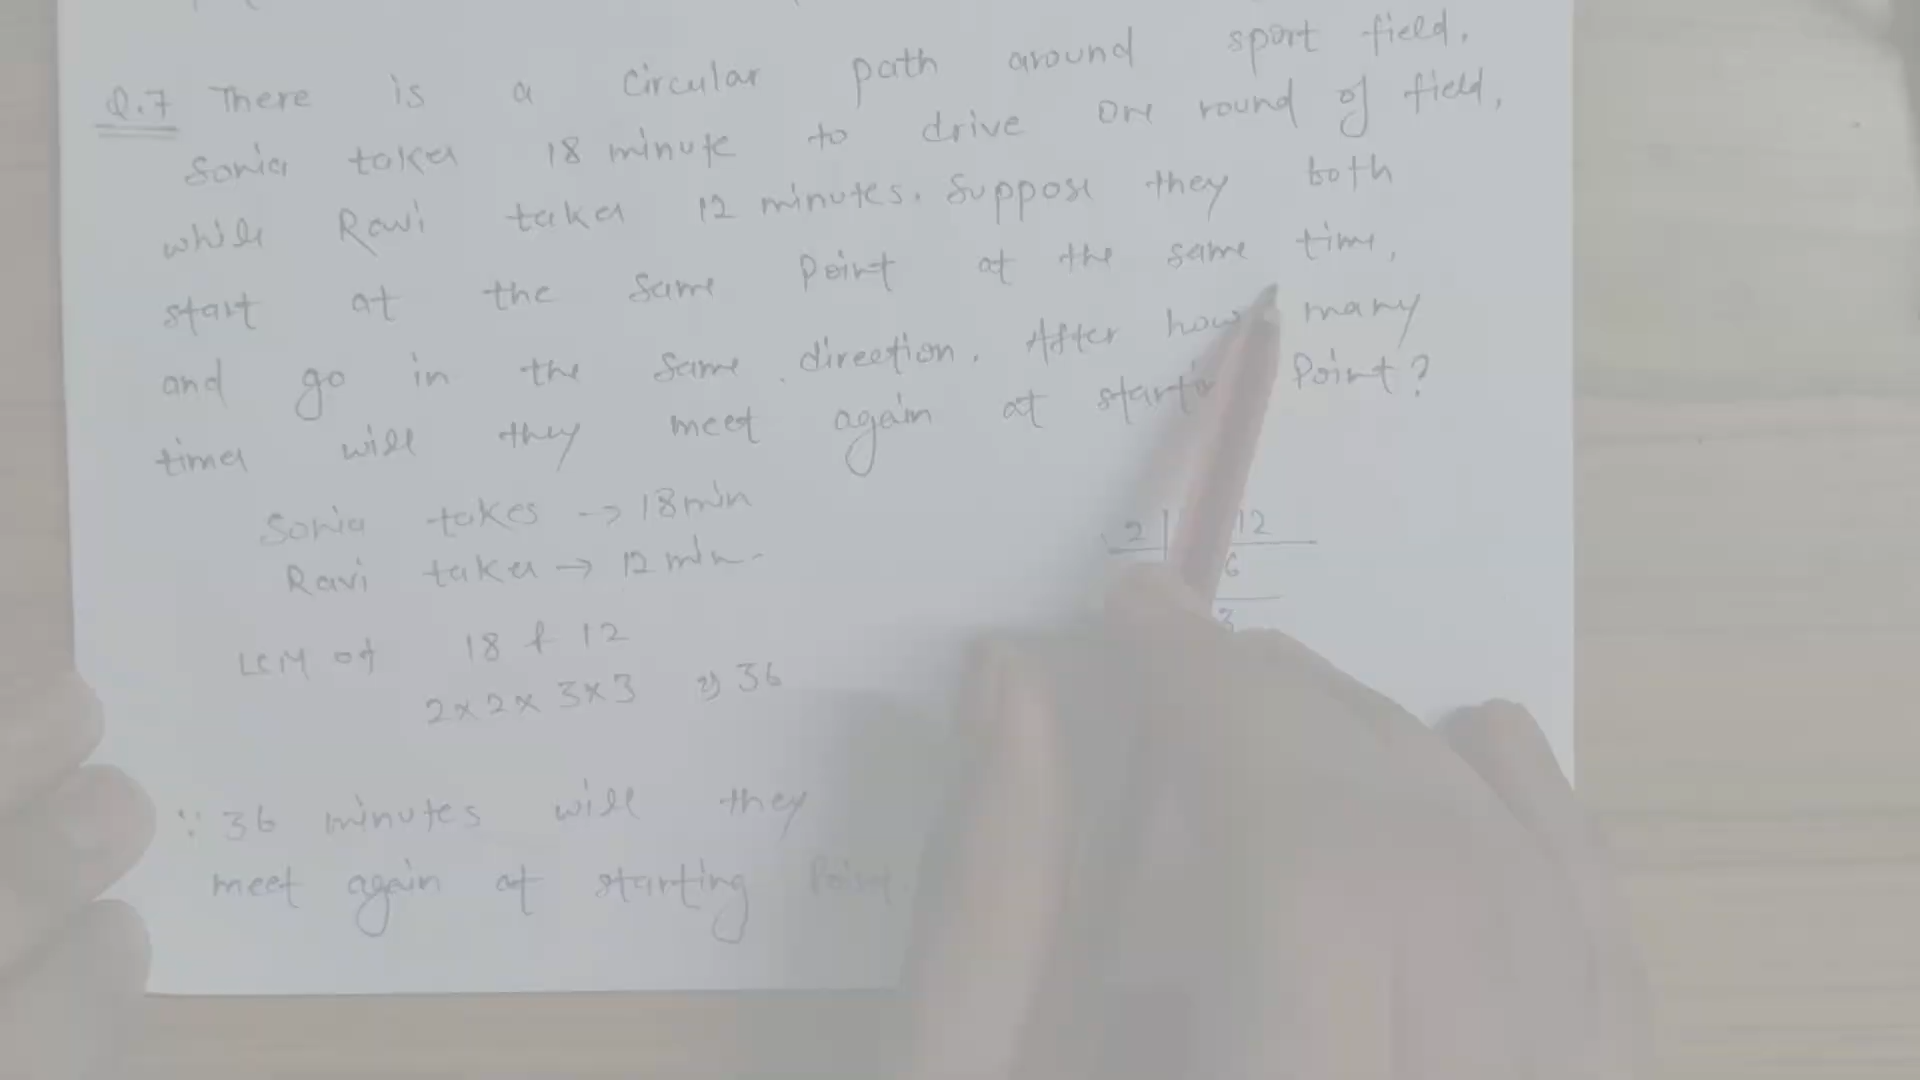 Q.7 There is a circular path around sport field.
Sonia takes 18 minute to drive one round of field,
while Ravi takes 12 minutes. Suppose they both
start at the same Point at the same time,
and go in the same direction. After how many
times will they meet again at Point?
Sonia takes -> 18 min
Ravi takes -> 12 min
2 12
6
3
LCM of 18 & 12
2x2x 3x3 36
∵ 36 minutes will they
meet again at starting Point